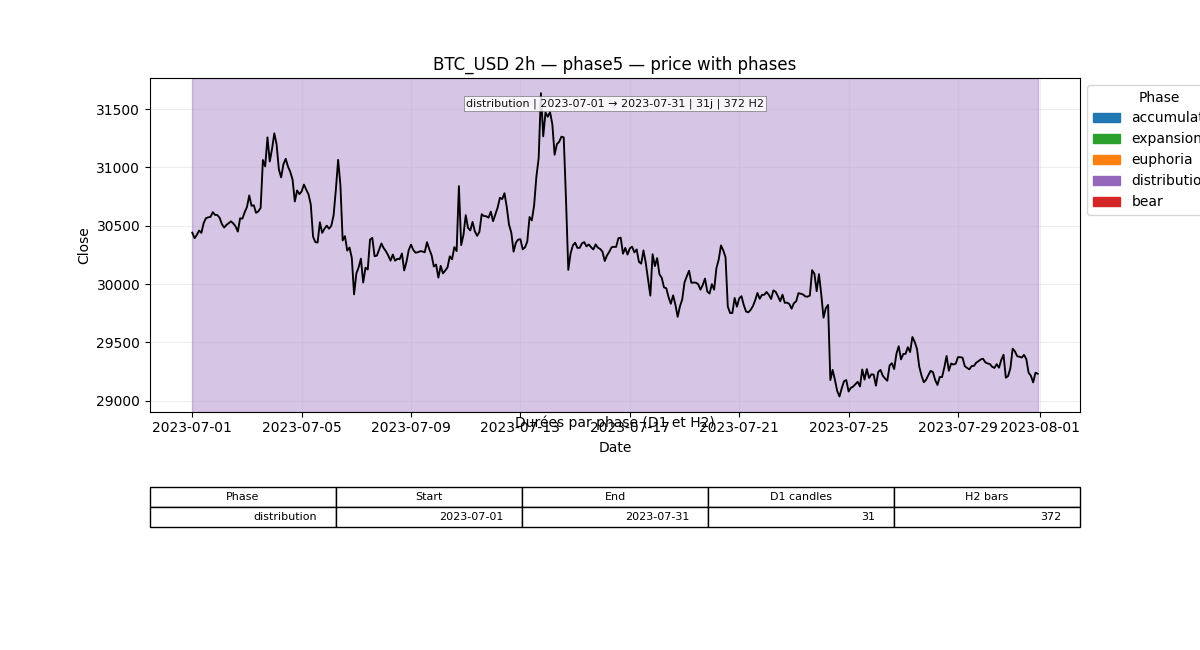 BTC_USD 2h — phase5 — price with phases
distribution | 2023-07-01 → 2023-07-31 | 31j | 372 H2
Phase
accumulat
expansion
euphoria
distributio
bear
Close
31500
31000
30500
30000
29500
29000
2023-07-01 2023-07-05 2023-07-09 2023-07-13 2023-07-17 2023-07-21 2023-07-25 2023-07-29 2023-08-01
Durées par phase (D1 et H2)
Date
Phase Start End D1 candles H2 bars
distribution 2023-07-01 2023-07-31 31 372